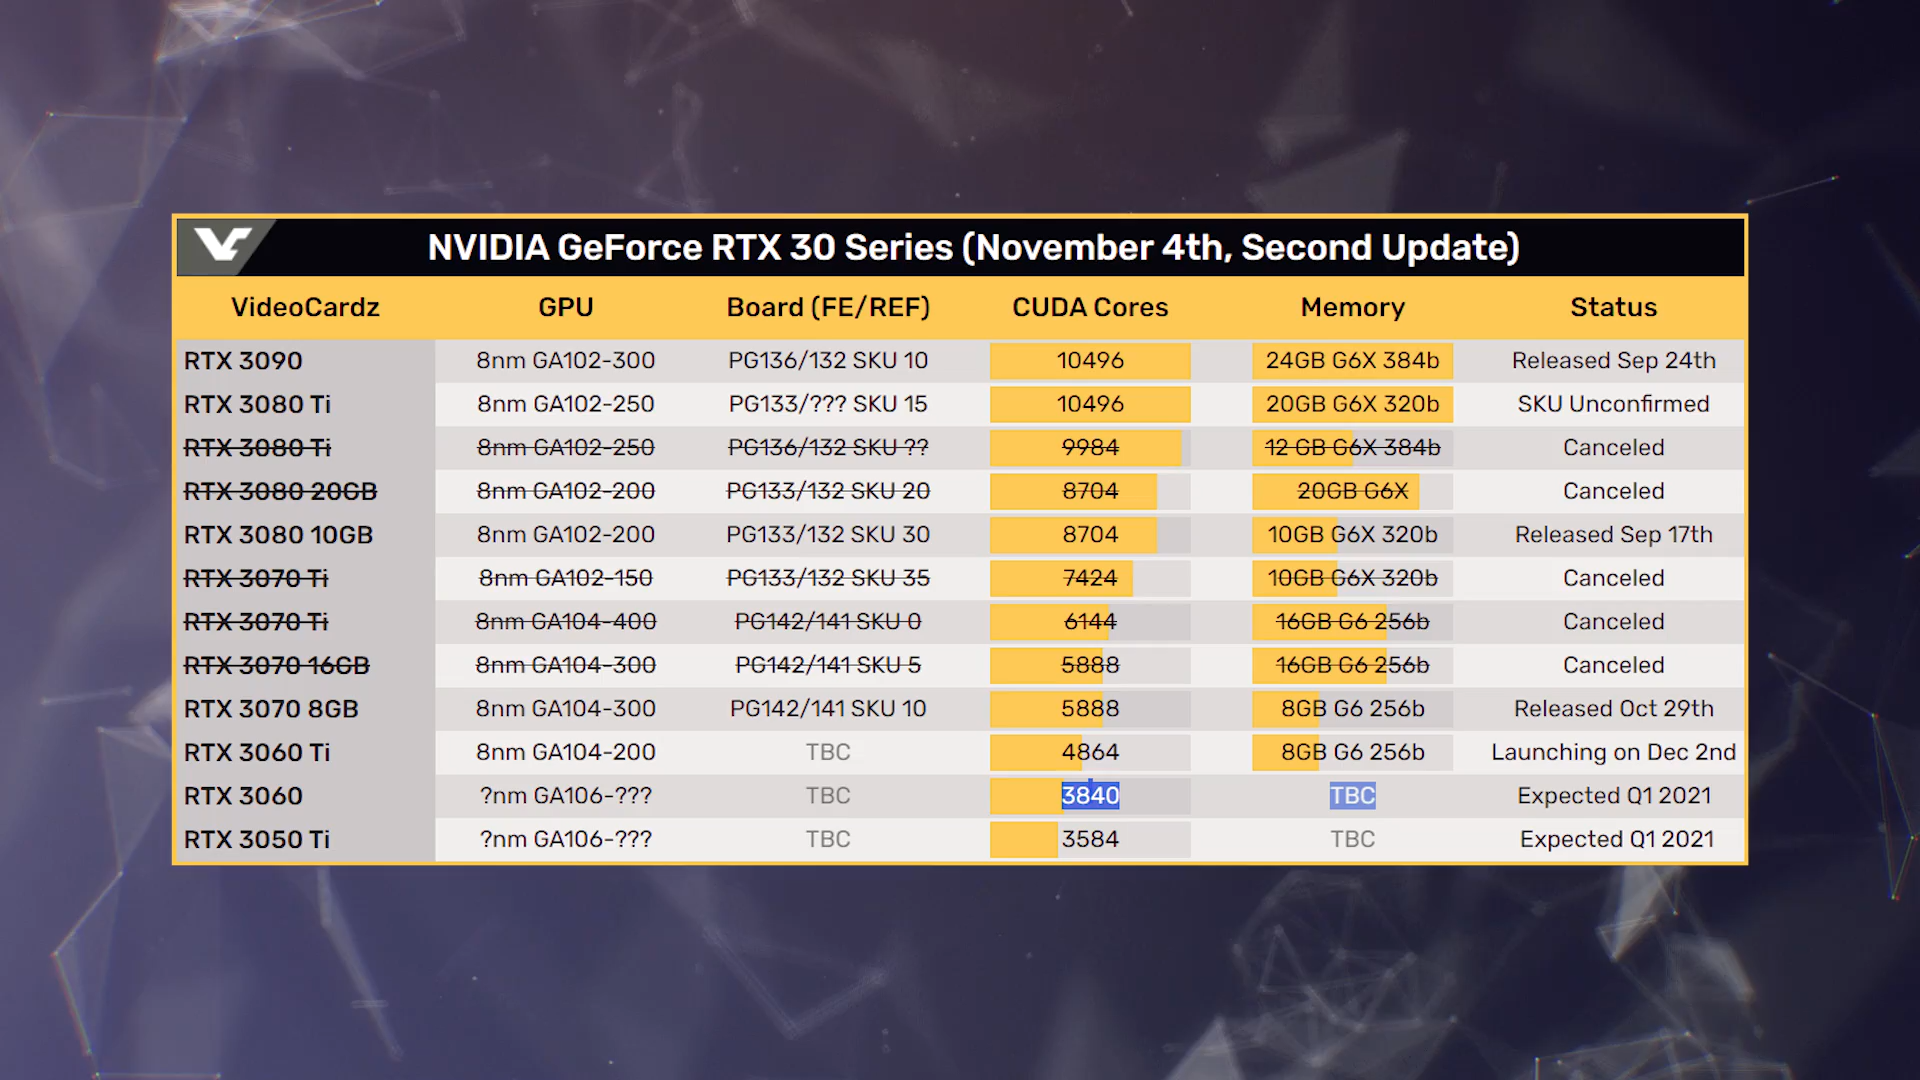 NVIDIA GeForce RTX 30 Series (November 4th, Second Update)
VideoCardz GPU Board (FE/REF) CUDA Cores Memory Status
RTX 3090 8nm GA102-300 PG136/132 SKU 10 10496 24GB G6X 384b Released Sep 24th
RTX 3080 Ti 8nm GA102-250 PG133/??? SKU 15 10496 20GB G6X 320b SKU Unconfirmed
RTX 3080 Ti 8nm GA102-250 PG136/132 SKU ?? 9984 12 GB G6X 384b Canceled
RTX 3080 20GB 8nm GA102-200 PG133/132 SKU 20 8704 20GB G6X Canceled
RTX 3080 10GB 8nm GA102-200 PG133/132 SKU 30 8704 10GB G6X 320b Released Sep 17th
RTX 3070 Ti 8nm GA102-150 PG133/132 SKU 35 7424 10GB G6X 320b Canceled
RTX 3070 Ti 8nm GA104-400 PG142/141 SKU 0 6144 16GB G6 256b Canceled
RTX 3070 16GB 8nm GA104-300 PG142/141 SKU 5 5888 16GB G6 256b Canceled
RTX 3070 8GB 8nm GA104-300 PG142/141 SKU 10 5888 8GB G6 256b Released Oct 29th
RTX 3060 Ti 8nm GA104-200 TBC 4864 8GB G6 256b Launching on Dec 2nd
RTX 3060 ?nm GA106-??? TBC 3840 TBC Expected Q1 2021
RTX 3050 Ti ?nm GA106-??? TBC 3584 TBC Expected Q1 2021